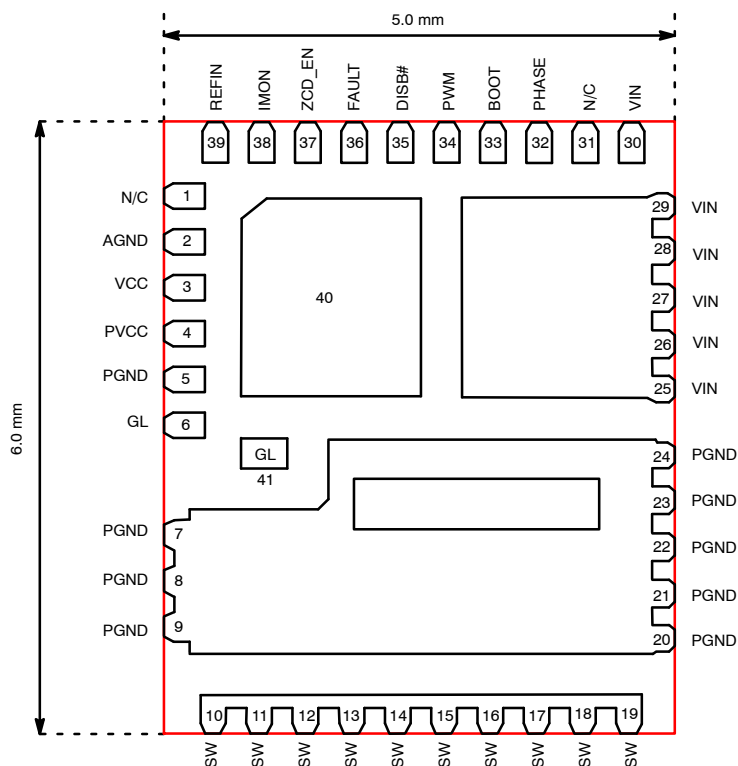 5.0 mm
REFIN
IMON
ZCD_EN
FAULT
DISB#
PWM
BOOT
PHASE
N/C
VIN
39 38 37 36 35 34 33 32 31 30
6.0 mm
N/C 1
AGND 2
VCC 3
PVCC 4
PGND 5
GL 6
40
29 VIN
28 VIN
27 VIN
26 VIN
25 VIN
GL
41
24 PGND
23 PGND
22 PGND
21 PGND
20 PGND
PGND 7
PGND 8
PGND 9
10 11 12 13 14 15 16 17 18 19
SW
SW
SW
SW
SW
SW
SW
SW
SW
SW